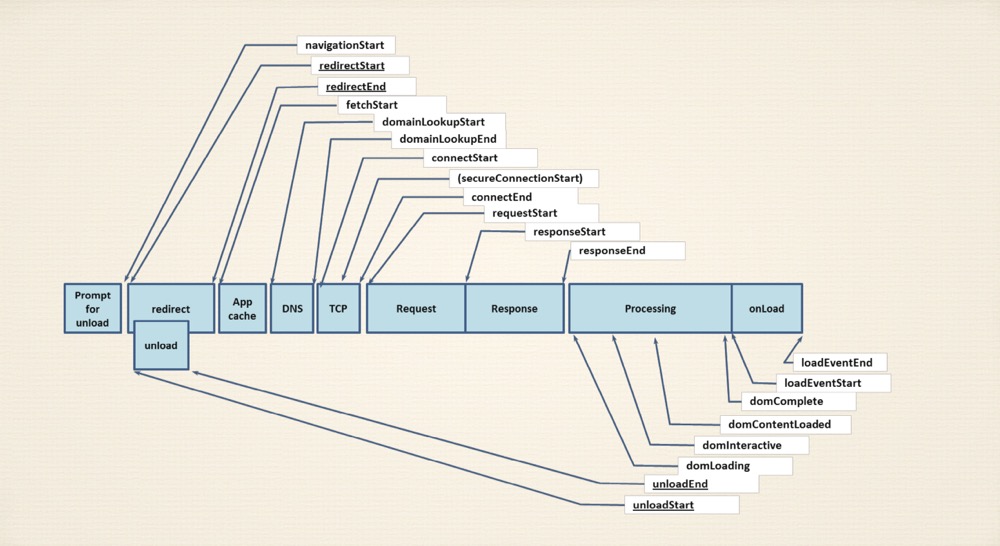 navigationStart
redirectStart
redirectEnd
fetchStart
domainLookupStart
domainLookupEnd
connectStart
(secureConnectionStart)
connectEnd
requestStart
responseStart
responseEnd
Prompt
for
unload
redirect
App
cache
DNS
TCP
Request
Response
Processing
onLoad
unload
loadEventEnd
loadEventStart
domComplete
domContentLoaded
domInteractive
domLoading
unloadEnd
unloadStart